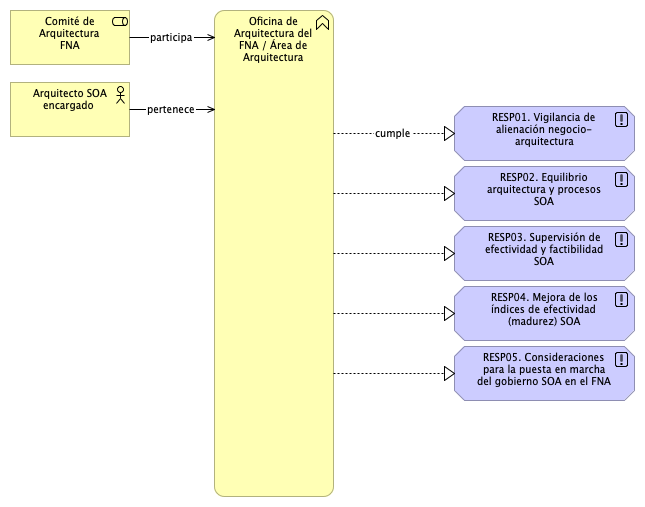 Comité de
Arquitectura
FNA
participa
Oficina de
Arquitectura del
FNA / Área de
Arquitectura
Arquitecto SOA
encargado
pertenece
cumple
RESP01. Vigilancia de
alienación negocio-
arquitectura
RESP02. Equilibrio
arquitectura y procesos
SOA
RESP03. Supervisión de
efectividad y factibilidad
SOA
RESP04. Mejora de los
índices de efectividad
(madurez) SOA
RESP05. Consideraciones
para la puesta en marcha
del gobierno SOA en el FNA